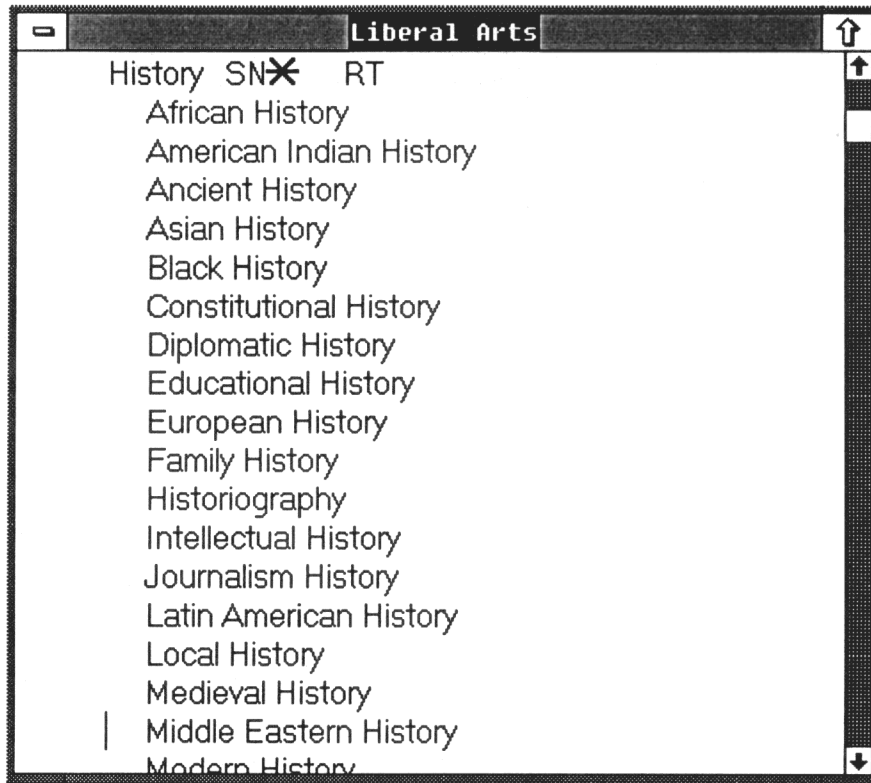 Liberal Arts
History SN* RT
African History
American Indian History
Ancient History
Asian History
Black History
Constitutional History
Diplomatic History
Educational History
European History
Family History
Historiography
Intellectual History
Journalism History
Latin American History
Local History
Medieval History
Middle Eastern History
Modern History